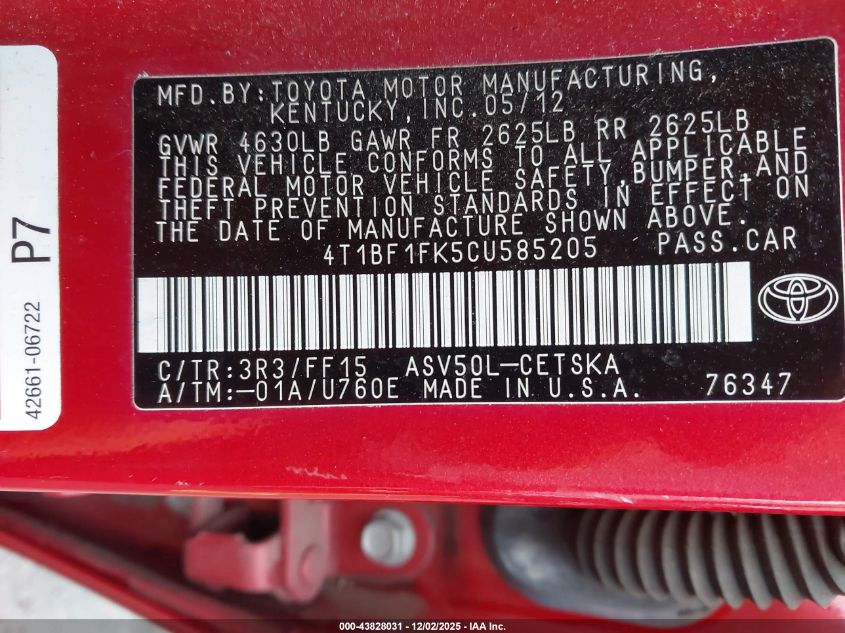 MFD.BY:TOYOTA MOTOR MANUFACTURING,
KENTUCKY,INC.05/12
GVWR 4630LB GAWR FR 2625LB RR 2625LB
THIS VEHICLE CONFORMS TO ALL APPLICABLE
FEDERAL MOTOR VEHICLE SAFETY,BUMPER,AND
THEFT PREVENTION STANDARDS IN EFFECT ON
THE DATE OF MANUFACTURE SHOWN ABOVE.
4T1BF1FK5CU585205 PASS.CAR
C/TR:3R3/FF15 ASV50L-CETSKA
A/TM:-01A/U760E MADE IN U.S.A. 76347
P7
42661-06722
000-43828031 - 12/02/2025 - IAA Inc.